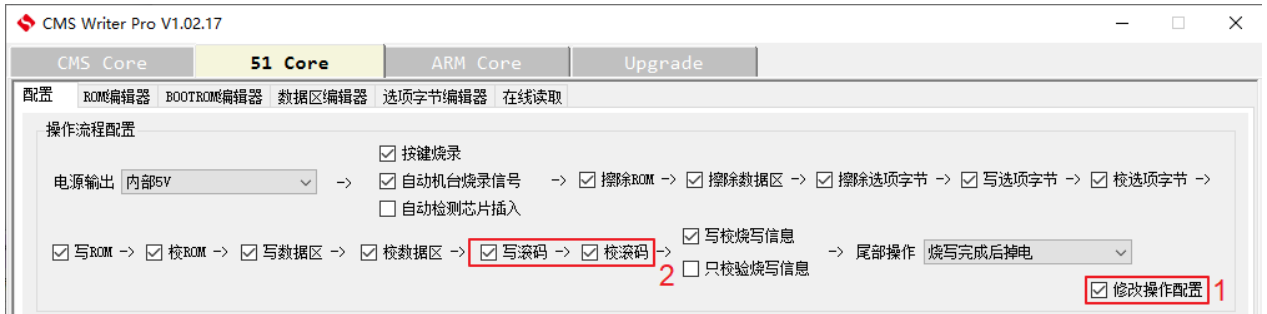 CMS Writer Pro V1.02.17
CMS Core 51 Core ARM Core Upgrade
配置 ROM编辑器 BOOTROM编辑器 数据区编辑器 选项字节编辑器 在线读取
操作流程配置
按键烧录
电源输出 内部5V -> 自动机台烧录信号 -> 擦除ROM -> 擦除数据区 -> 擦除选项字节 -> 写选项字节 -> 校选项字节 ->
自动检测芯片插入
写校烧写信息
写ROM -> 校ROM -> 写数据区 -> 校数据区 -> 写滚码 -> 校滚码 -> -> 尾部操作 烧写完成后掉电
2 只校验烧写信息
修改操作配置 1